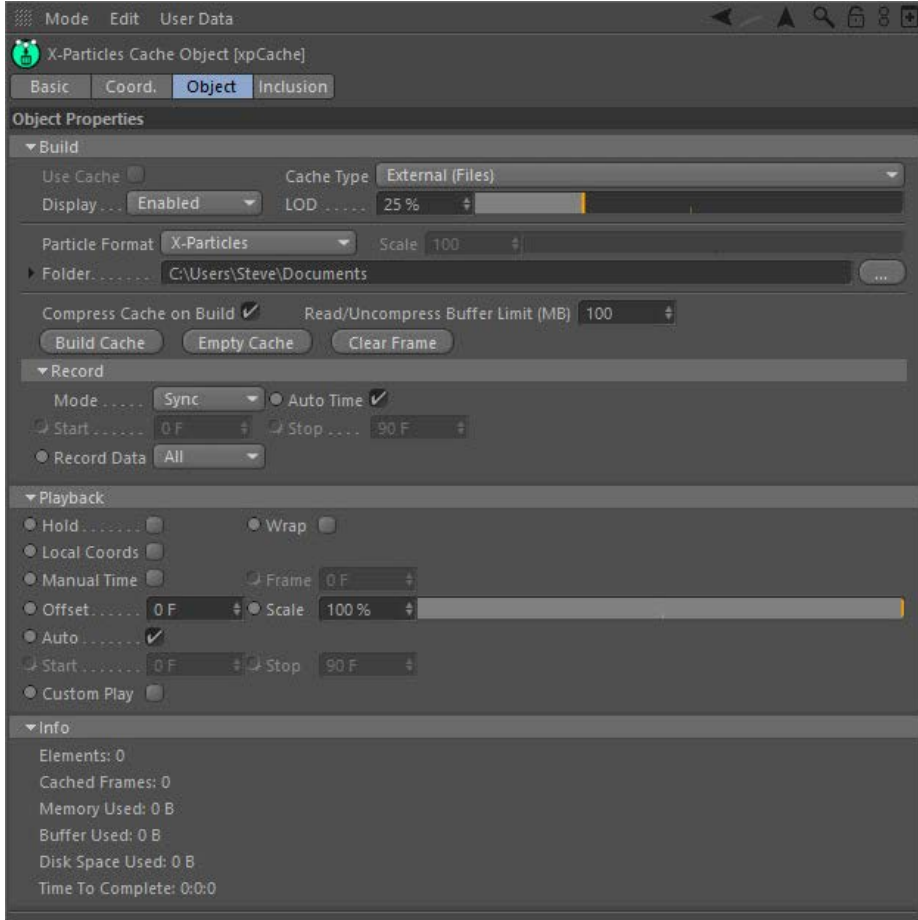 Mode Edit User Data
X-Particles Cache Object [xpCache]
Basic Coord. Object Inclusion
Object Properties
Build
Use Cache Cache Type External (Files)
Display . . . Enabled LOD . . . . . 25 %
Particle Format X-Particles Scale 100
Folder. . . . . . . C:\Users\Steve\Documents ...
Compress Cache on Build Read/Uncompress Buffer Limit (MB) 100
Build Cache Empty Cache Clear Frame
Record
Mode . . . . . Sync Auto Time
Start . . . . . . 0 F Stop . . . . 90 F
Record Data All
Playback
Hold . . . . . . . Wrap
Local Coords
Manual Time Frame 0 F
Offset. . . . . . 0 F Scale 100 %
Auto . . . . . . .
Start . . . . . . . 0 F Stop 90 F
Custom Play
Info
Elements: 0
Cached Frames: 0
Memory Used: 0 B
Buffer Used: 0 B
Disk Space Used: 0 B
Time To Complete: 0:0:0